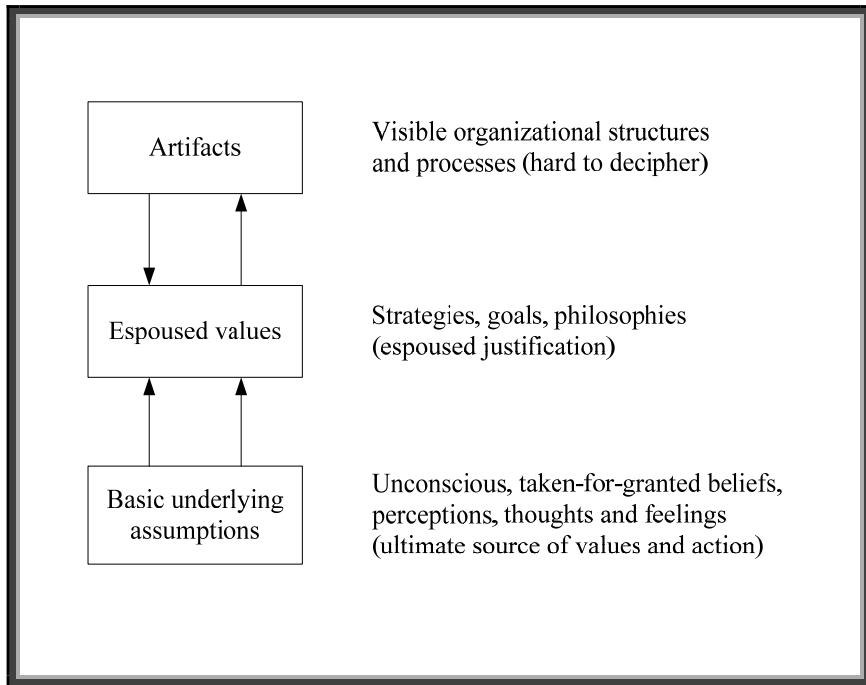 Artifacts
Visible organizational structures
and processes (hard to decipher)
Espoused values
Strategies, goals, philosophies
(espoused justification)
Basic underlying
assumptions
Unconscious, taken-for-granted beliefs,
perceptions, thoughts and feelings
(ultimate source of values and action)